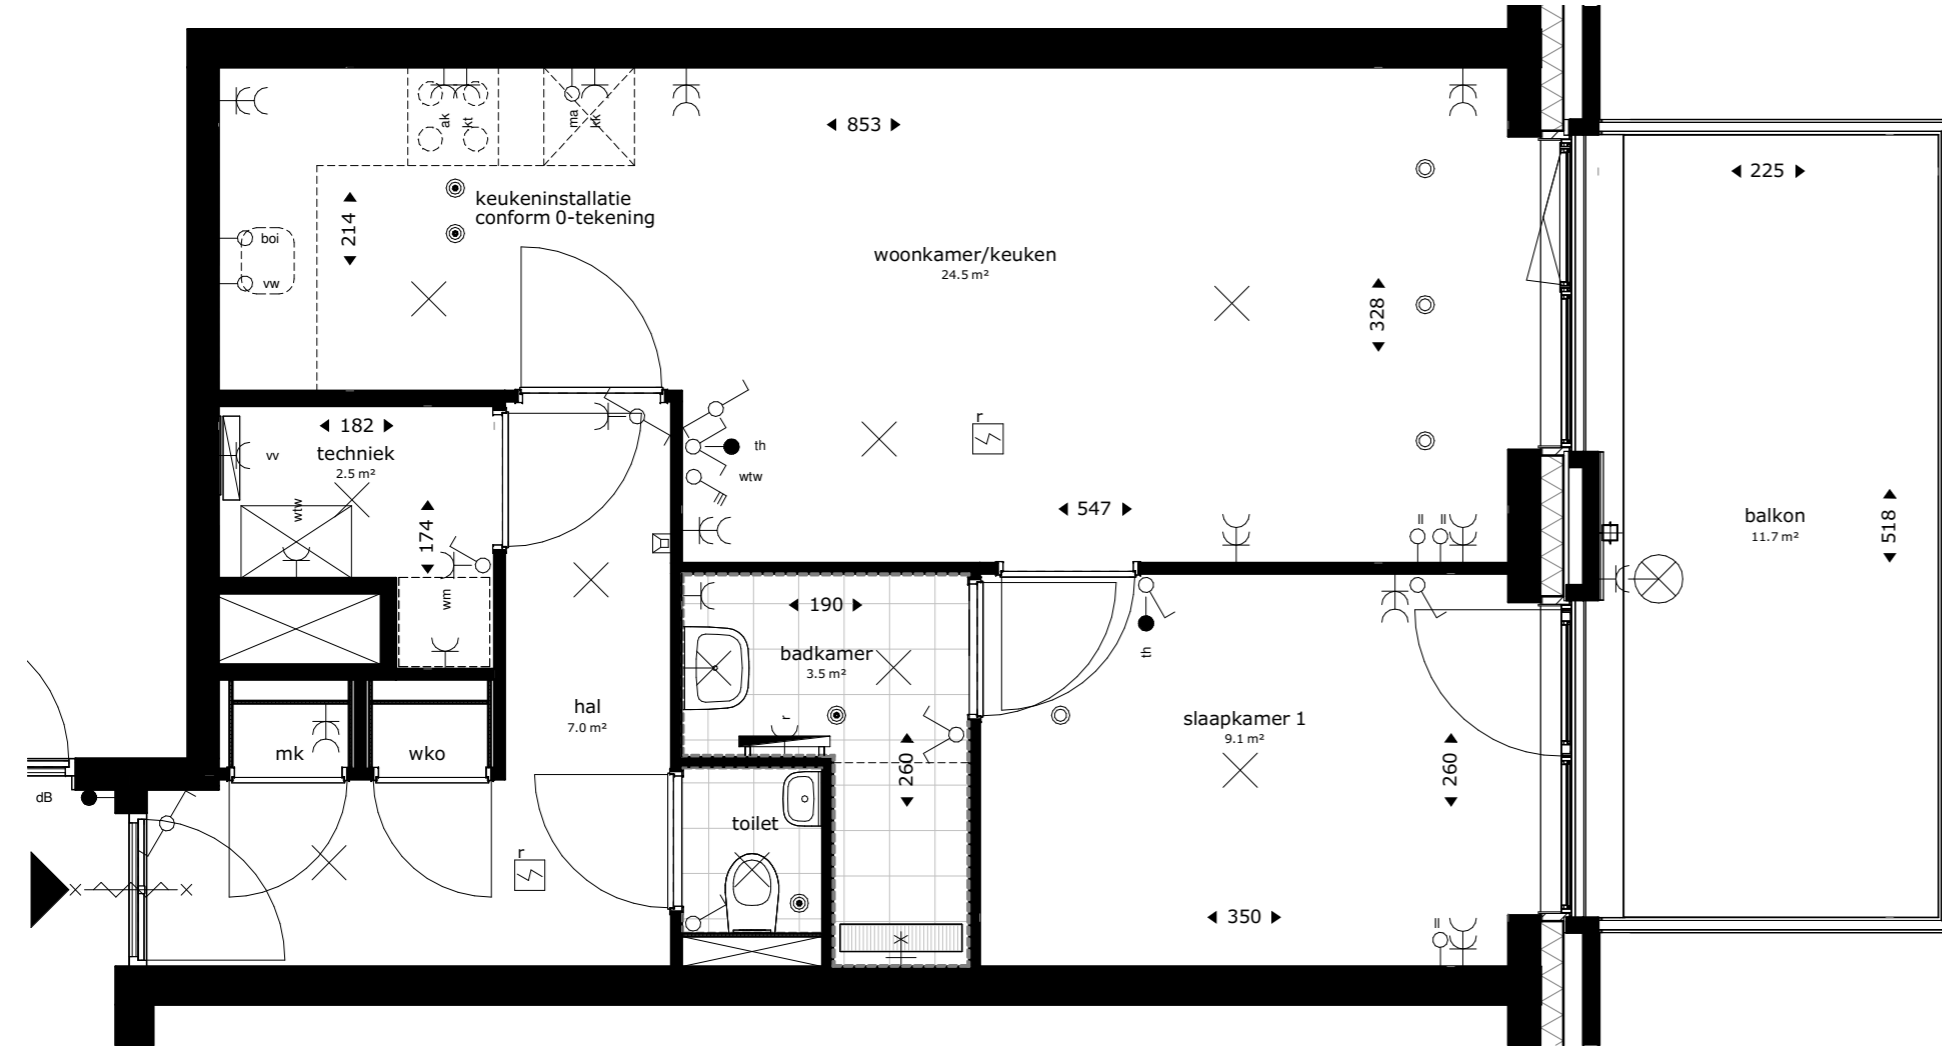 ak
kt
ma
kk
853
225
keukeninstallatie
conform 0-tekening
214
boi
vw
woonkamer/keuken
24.5 m²
328
182
techniek
2.5 m²
vv
wtw
174
wm
th
wtw
r
547
balkon
11.7 m²
518
190
badkamer
3.5 m²
r
260
th
hal
7.0 m²
slaapkamer 1
9.1 m²
260
mk
wko
dB
toilet
r
350